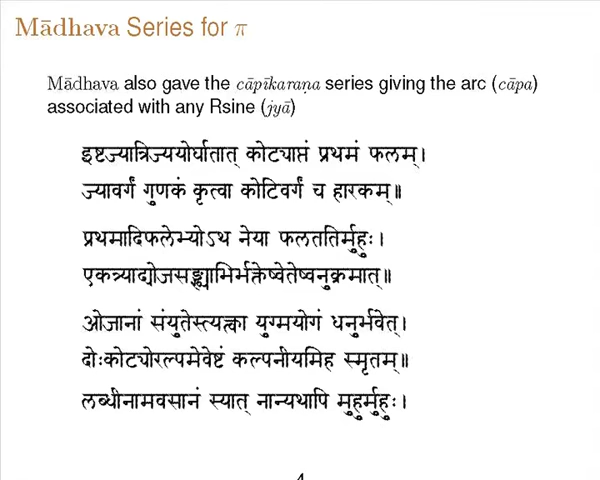 Mādhava Series for π
Mādhava also gave the cāpīkaraṇa series giving the arc (cāpa)
associated with any Rsine (jyā)
इष्टज्यात्रिज्ययोर्घातात् कोट्याप्तं प्रथमं फलम्।
ज्यावर्गं गुणकं कृत्वा कोटिवर्गं च हारकम्॥
प्रथमादिफलेभ्योऽथ नेया फलततिर्मुहुः।
एकत्र्याद्योजसङ्ख्याभिर्भक्तेष्वेतेष्वनुक्रमात्॥
ओजानां संयुतेस्त्यक्त्वा युग्मयोगं धनुर्भवेत्।
दोःकोट्योरल्पमेवेष्टं कल्पनीयमिह स्मृतम्॥
लब्धीनामवसानं स्यात् नान्यथापि मुहुर्मुहुः।